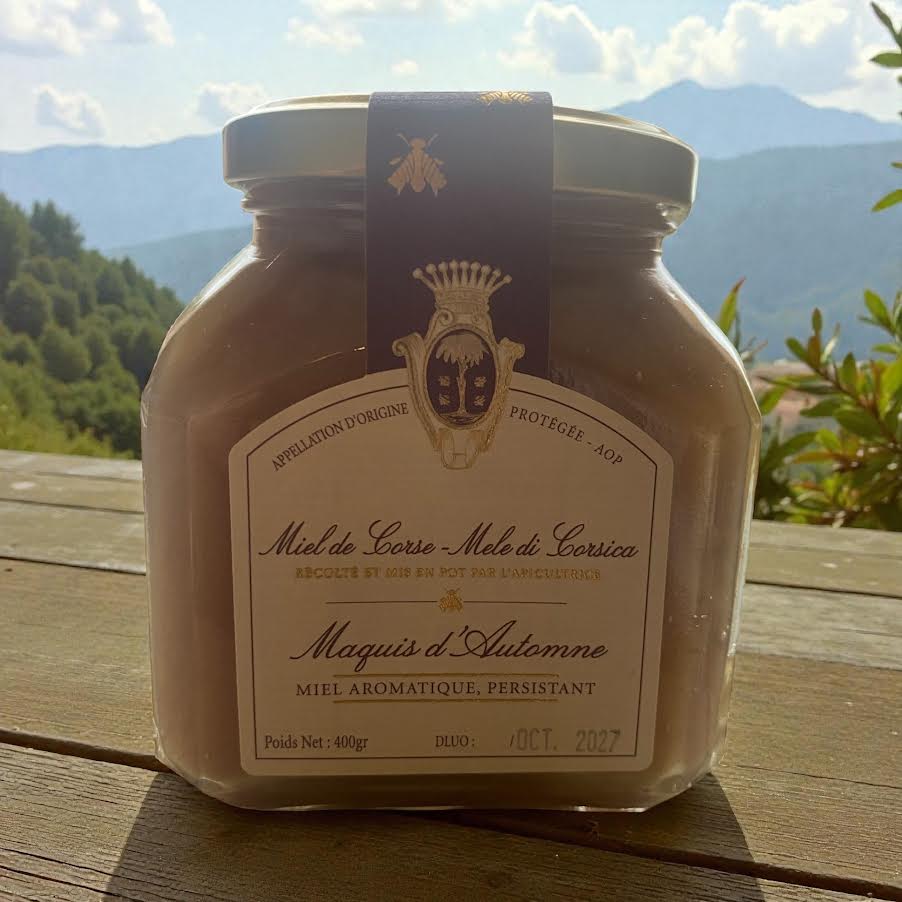 APPELLATION D'ORIGINE PROTÉGÉE - AOP
Miel de Corse - Mele di Corsica
RÉCOLTÉ ET MIS EN POT PAR L'APICULTRICE
Maquis d'Automne
MIEL AROMATIQUE, PERSISTANT
Poids Net : 400gr DLUO : /OCT. 2027